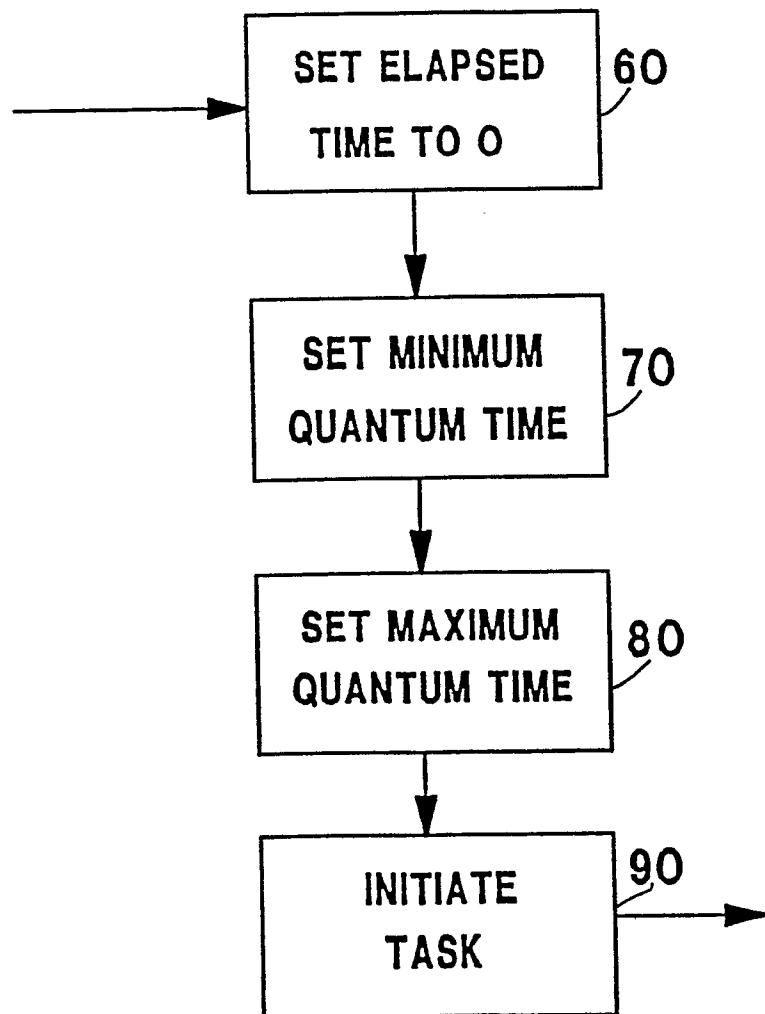 SET ELAPSED
TIME TO 0
60
SET MINIMUM
QUANTUM TIME
70
SET MAXIMUM
QUANTUM TIME
80
INITIATE
TASK
90